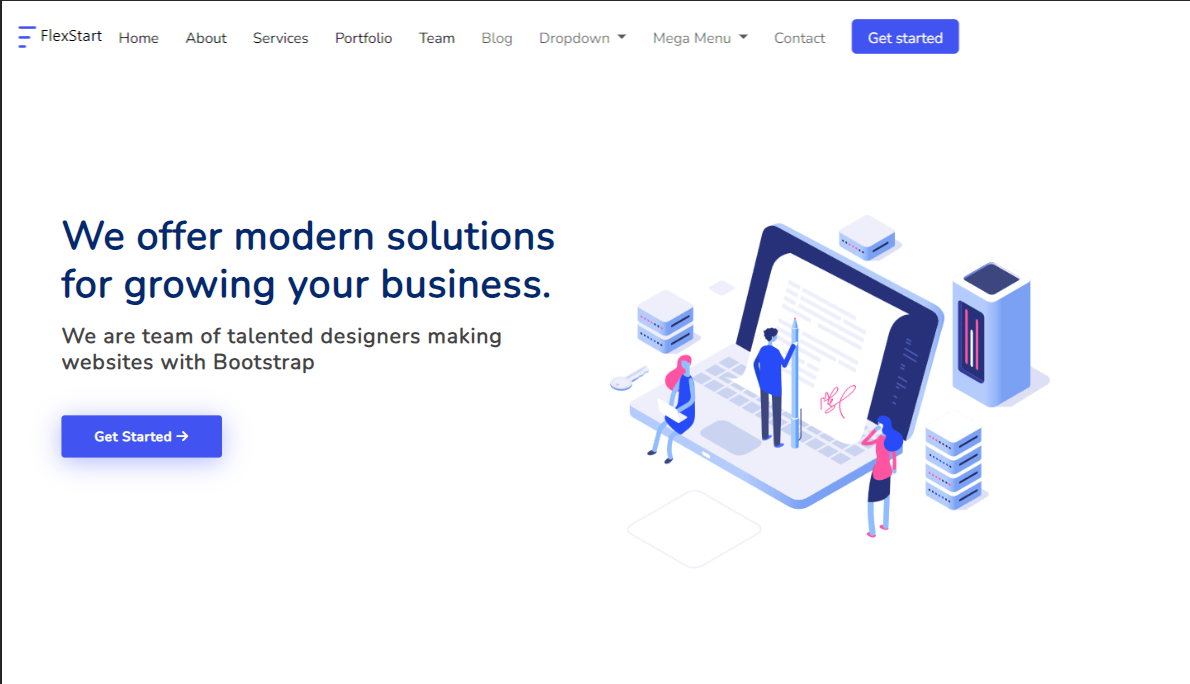 FlexStart Home About Services Portfolio Team Blog Dropdown Mega Menu Contact Get started
We offer modern solutions
for growing your business.
We are team of talented designers making
websites with Bootstrap
Get Started →